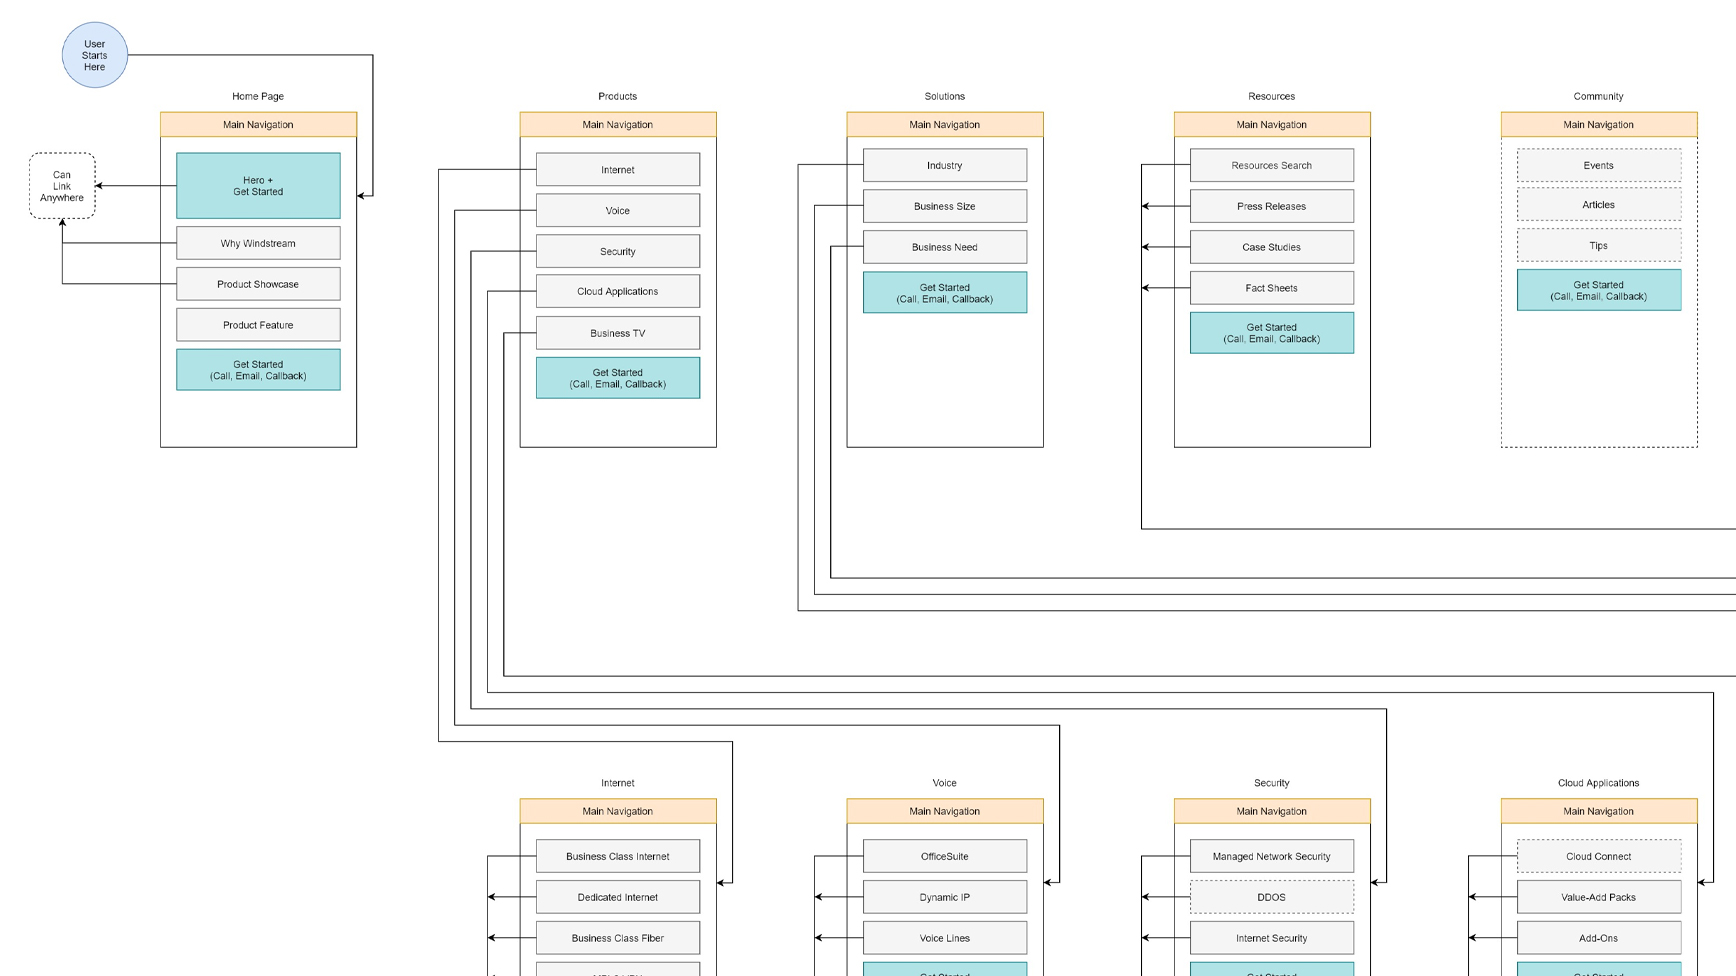 User
Starts
Here
Home Page
Products
Solutions
Resources
Community
Main Navigation
Main Navigation
Main Navigation
Main Navigation
Main Navigation
Can
Link
Anywhere
Hero +
Get Started
Why Windstream
Product Showcase
Product Feature
Get Started
(Call, Email, Callback)
Internet
Voice
Security
Cloud Applications
Business TV
Get Started
(Call, Email, Callback)
Industry
Business Size
Business Need
Get Started
(Call, Email, Callback)
Resources Search
Press Releases
Case Studies
Fact Sheets
Get Started
(Call, Email, Callback)
Events
Articles
Tips
Get Started
(Call, Email, Callback)
Internet
Voice
Security
Cloud Applications
Main Navigation
Main Navigation
Main Navigation
Main Navigation
Business Class Internet
Dedicated Internet
Business Class Fiber
OfficeSuite
Dynamic IP
Voice Lines
Get Started
Managed Network Security
DDOS
Internet Security
Get Started
Cloud Connect
Value-Add Packs
Add-Ons
Get Started